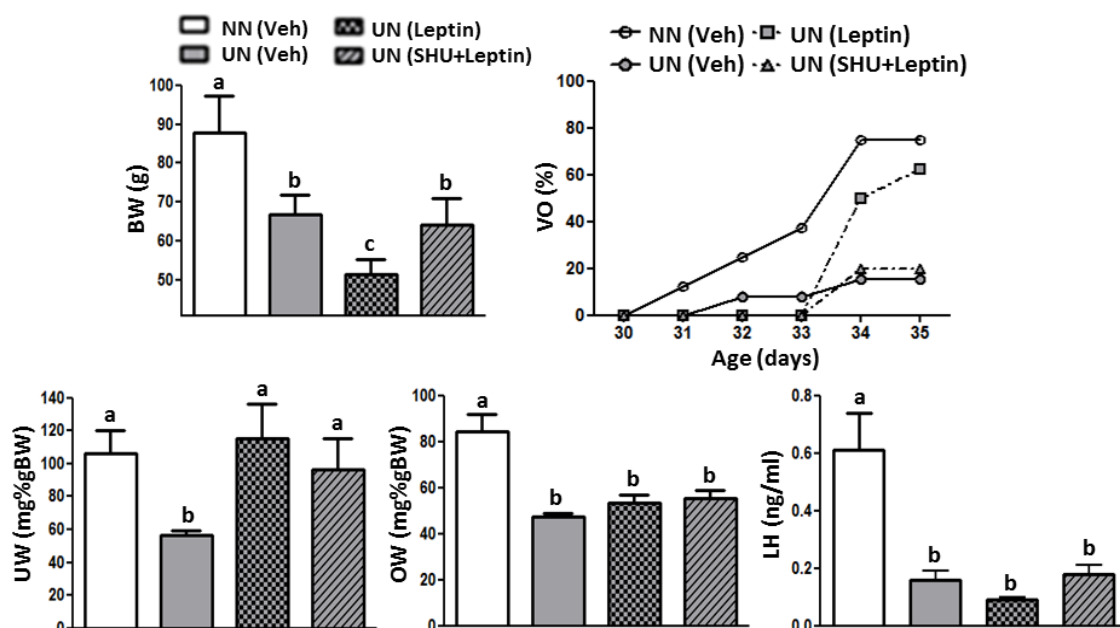 NN (Veh) UN (Leptin)
UN (Veh) UN (SHU+Leptin)
BW (g)
100
90
80
70
60
50
a
b
c
b
NN (Veh) UN (Leptin)
UN (Veh) UN (SHU+Leptin)
VO (%)
100
80
60
40
20
0
30 31 32 33 34 35
Age (days)
UW (mg%gBW)
140
120
100
80
60
40
20
0
a
b
a
a
OW (mg%gBW)
100
80
60
40
20
0
a
b
b
b
LH (ng/ml)
0.8
0.6
0.4
0.2
0.0
a
b
b
b